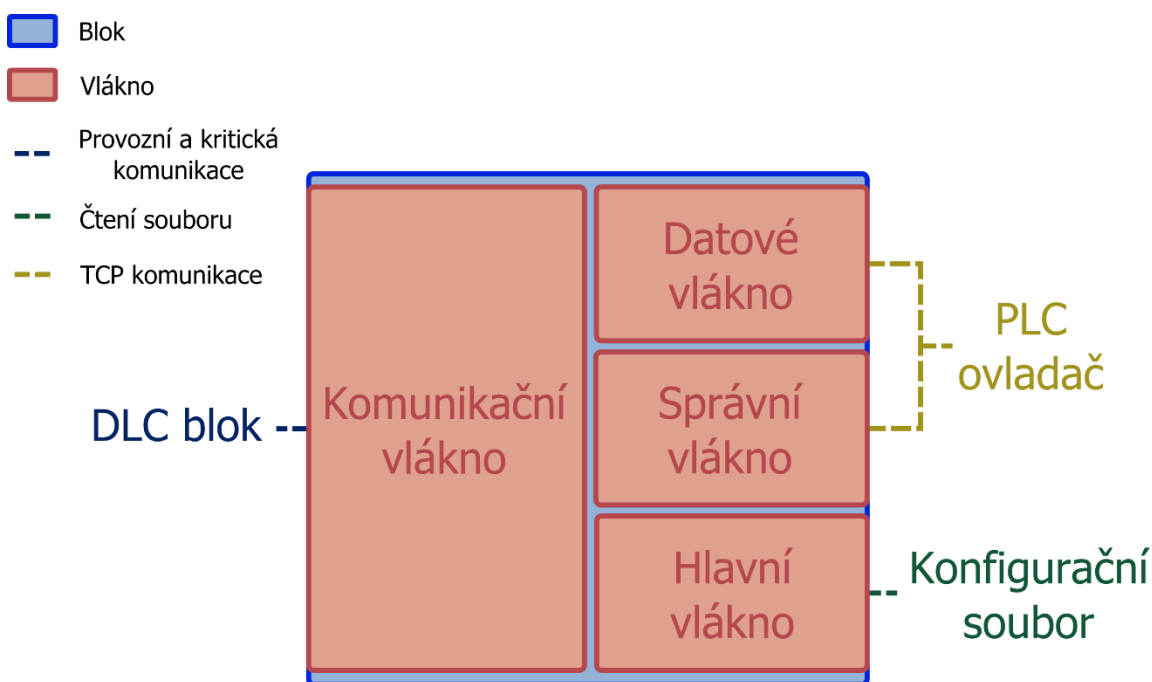 Blok
Vlákno
Provozní a kritická
komunikace
Čtení souboru
TCP komunikace
Datové
vlákno
PLC
ovladač
Komunikační
vlákno
Správní
vlákno
DLC blok
Hlavní
vlákno
Konfigurační
soubor